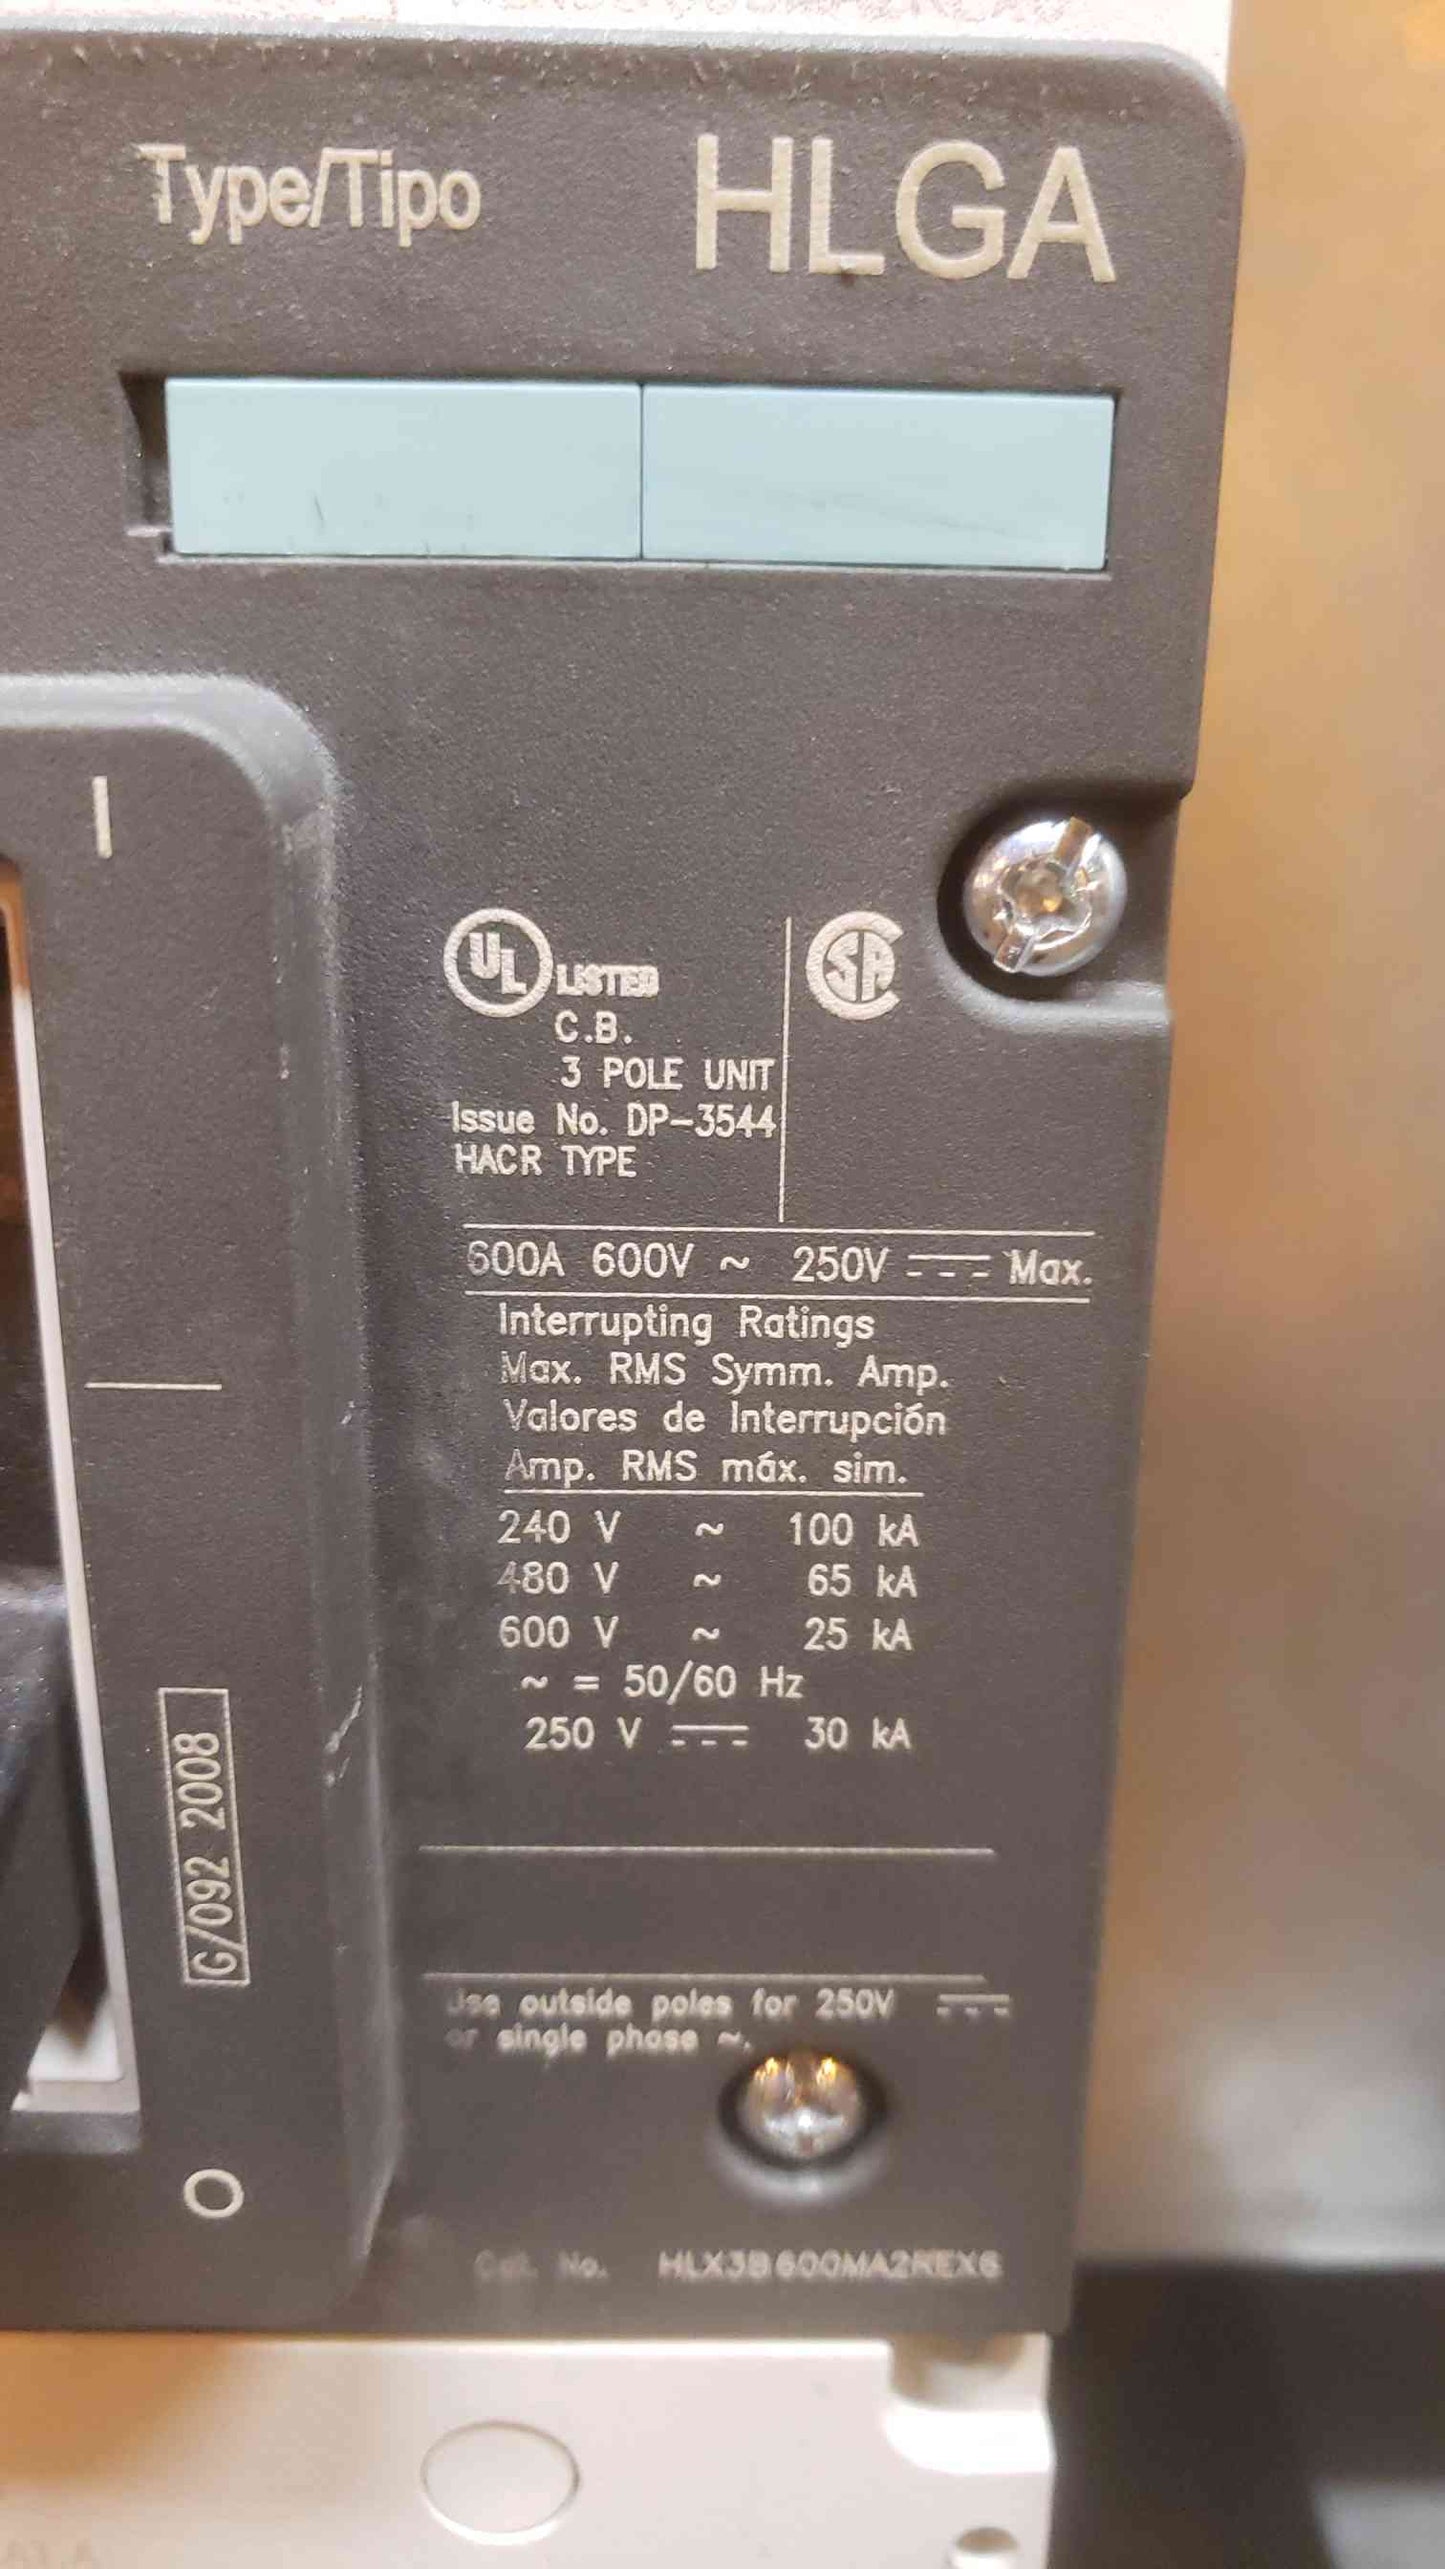 Type/Tipo HLGA
I
UL LISTED
C.B.
3 POLE UNIT
Issue No. DP-3544
HACR TYPE
SA
600A 600V ~ 250V ⎓ Max.
Interrupting Ratings
Max. RMS Symm. Amp.
Valores de Interrupción
Amp. RMS máx. sim.
240 V ~ 100 kA
480 V ~ 65 kA
600 V ~ 25 kA
~ = 50/60 Hz
250 V ⎓ 30 kA
G/092 2008
Use outside poles for 250V ⎓
or single phase ~.
O
Cat. No. HLX3B600MA2REX6